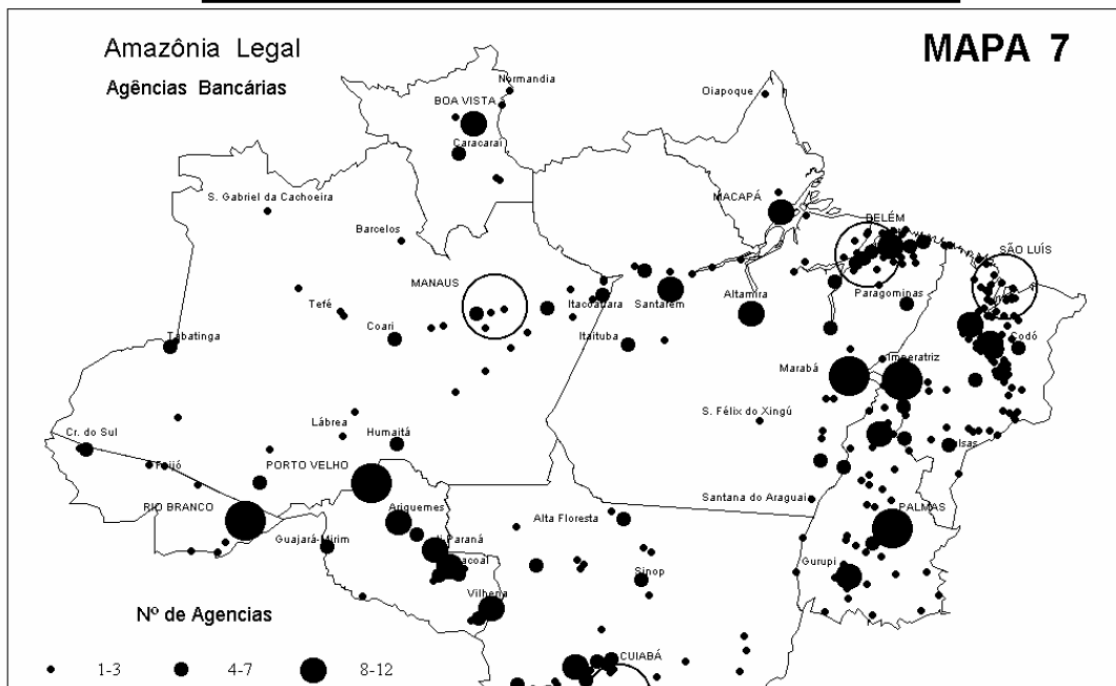 Amazônia Legal
MAPA 7
Agências Bancárias
Normandia
Oiapoque
BOA VISTA
Caracaraí
S. Gabriel da Cachoeira
MACAPÁ
BELÉM
Barcelos
SÃO LUÍS
MANAUS
Itacoatiara
Santarém
Altamira
Paragominas
Tefé
Coari
Itaituba
Tabatinga
Codó
Imperatriz
Marabá
S. Félix do Xingú
Lábrea
Cr. do Sul
Humaitá
Feijó
PORTO VELHO
Santana do Araguai
RIO BRANCO
Ariquemes
Alta Floresta
PALMAS
Guajará-Mirim
Ji Paraná
Gurupi
Sinop
Vilhena
Nº de Agencias
CUIABÁ
1-3
4-7
8-12